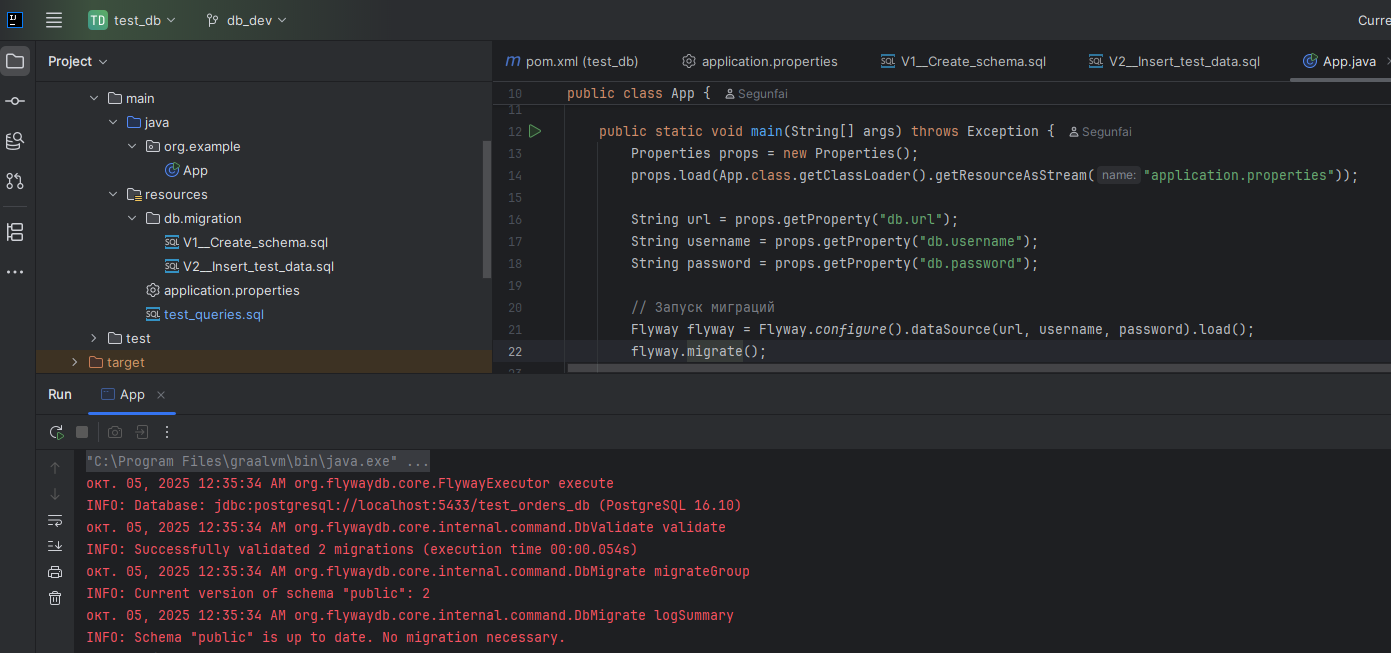 TD test_db db_dev Curre
Project
main
java
org.example
App
resources
db.migration
SQL V1__Create_schema.sql
SQL V2__Insert_test_data.sql
application.properties
SQL test_queries.sql
test
target
m pom.xml (test_db) application.properties SQL V1__Create_schema.sql SQL V2__Insert_test_data.sql App.java
10 public class App { Segunfai
11
12 public static void main(String[] args) throws Exception { Segunfai
13 Properties props = new Properties();
14 props.load(App.class.getClassLoader().getResourceAsStream( name: "application.properties"));
15
16 String url = props.getProperty("db.url");
17 String username = props.getProperty("db.username");
18 String password = props.getProperty("db.password");
19
20 // Запуск миграций
21 Flyway flyway = Flyway.configure().dataSource(url, username, password).load();
22 flyway.migrate();
23
Run App
"C:\Program Files\graalvm\bin\java.exe" ...
окт. 05, 2025 12:35:34 AM org.flywaydb.core.FlywayExecutor execute
INFO: Database: jdbc:postgresql://localhost:5433/test_orders_db (PostgreSQL 16.10)
окт. 05, 2025 12:35:34 AM org.flywaydb.core.internal.command.DbValidate validate
INFO: Successfully validated 2 migrations (execution time 00:00.054s)
окт. 05, 2025 12:35:34 AM org.flywaydb.core.internal.command.DbMigrate migrateGroup
INFO: Current version of schema "public": 2
окт. 05, 2025 12:35:34 AM org.flywaydb.core.internal.command.DbMigrate logSummary
INFO: Schema "public" is up to date. No migration necessary.